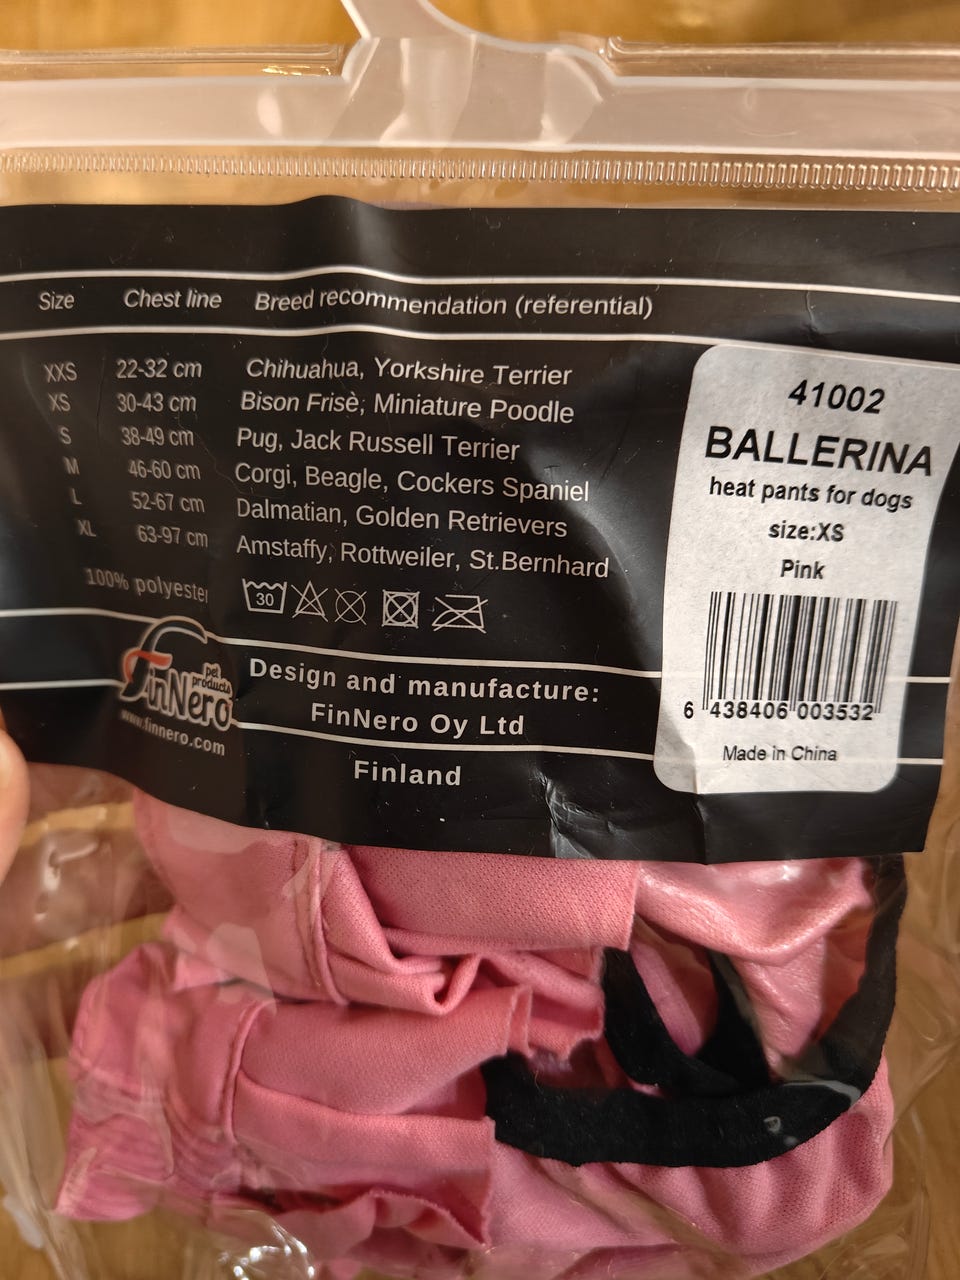 Size Chest line Breed recommendation (referential)
XXS 22-32 cm Chihuahua, Yorkshire Terrier
XS 30-43 cm Bison Frisè, Miniature Poodle
S 38-49 cm Pug, Jack Russell Terrier
M 46-60 cm Corgi, Beagle, Cockers Spaniel
L 52-67 cm Dalmatian, Golden Retrievers
XL 63-97 cm Amstaffy, Rottweiler, St.Bernhard
100% polyester
30
FinNero pet products
www.finnero.com
Design and manufacture:
FinNero Oy Ltd
Finland
41002
BALLERINA
heat pants for dogs
size:XS
Pink
6 438406 003532
Made in China